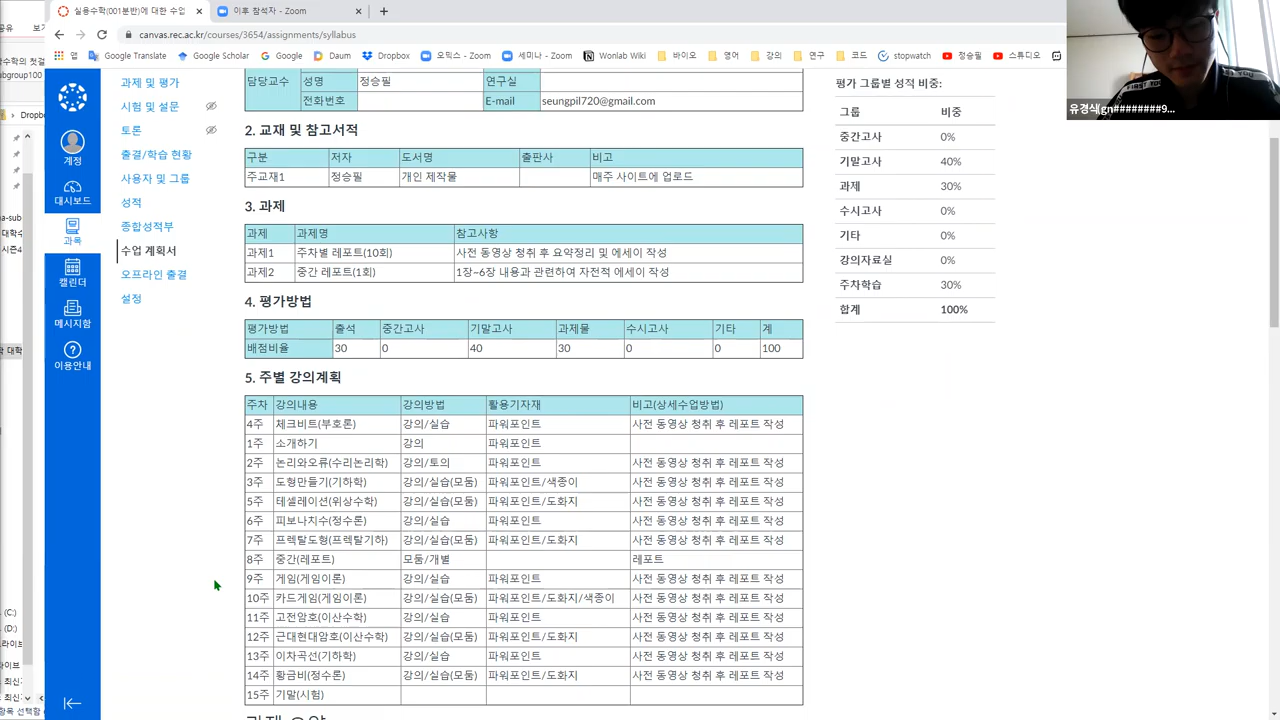 실용수학(001분반)에 대한 수업
이후 참석자 - Zoom
canvas.rec.ac.kr/courses/3654/assignments/syllabus
앱 Google Translate Google Scholar Google Daum Dropbox 오믹스 - Zoom 세미나 - Zoom Wonlab Wiki 바이오 영어 강의 연구 코드 stopwatch 정승필 스튜디오
유경식(gn########9...
계정
대시보드
과목
캘린더
메시지함
이용안내
과제 및 평가
시험 및 설문
토론
출결/학습 현황
사용자 및 그룹
성적
종합성적부
수업 계획서
오프라인 출결
설정
담당교수 성명 정승필 연구실
전화번호 E-mail seungpil720@gmail.com
2. 교재 및 참고서적
구분 저자 도서명 출판사 비고
주교재1 정승필 개인 제작물 매주 사이트에 업로드
3. 과제
과제 과제명 참고사항
과제1 주차별 레포트(10회) 사전 동영상 청취 후 요약정리 및 에세이 작성
과제2 중간 레포트(1회) 1장~6장 내용과 관련하여 자전적 에세이 작성
4. 평가방법
평가방법 출석 중간고사 기말고사 과제물 수시고사 기타 계
배점비율 30 0 40 30 0 0 100
5. 주별 강의계획
주차 강의내용 강의방법 활용기자재 비고(상세수업방법)
4주 체크비트(부호론) 강의/실습 파워포인트 사전 동영상 청취 후 레포트 작성
1주 소개하기 강의 파워포인트
2주 논리와오류(수리논리학) 강의/토의 파워포인트 사전 동영상 청취 후 레포트 작성
3주 도형만들기(기하학) 강의/실습(모둠) 파워포인트/색종이 사전 동영상 청취 후 레포트 작성
5주 테셀레이션(위상수학) 강의/실습(모둠) 파워포인트/도화지 사전 동영상 청취 후 레포트 작성
6주 피보나치수(정수론) 강의/실습 파워포인트 사전 동영상 청취 후 레포트 작성
7주 프렉탈도형(프렉탈기하) 강의/실습(모둠) 파워포인트/도화지 사전 동영상 청취 후 레포트 작성
8주 중간(레포트) 모둠/개별 레포트
9주 게임(게임이론) 강의/실습 파워포인트 사전 동영상 청취 후 레포트 작성
10주 카드게임(게임이론) 강의/실습(모둠) 파워포인트/도화지/색종이 사전 동영상 청취 후 레포트 작성
11주 고전암호(이산수학) 강의/실습 파워포인트 사전 동영상 청취 후 레포트 작성
12주 근대현대암호(이산수학) 강의/실습(모둠) 파워포인트/도화지 사전 동영상 청취 후 레포트 작성
13주 이차곡선(기하학) 강의/실습 파워포인트 사전 동영상 청취 후 레포트 작성
14주 황금비(정수론) 강의/실습(모둠) 파워포인트/도화지 사전 동영상 청취 후 레포트 작성
15주 기말(시험)
평가 그룹별 성적 비중:
그룹 비중
중간고사 0%
기말고사 40%
과제 30%
수시고사 0%
기타 0%
강의자료실 0%
주차학습 30%
합계 100%